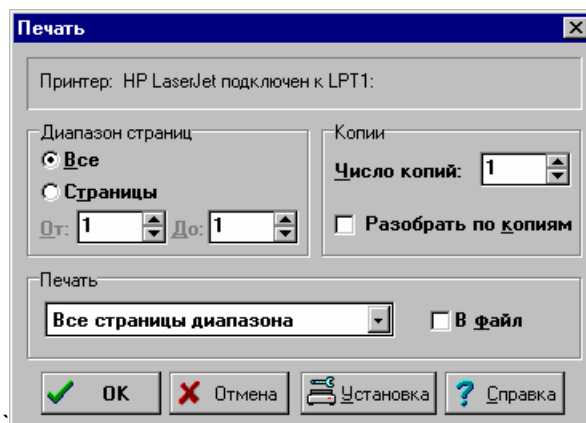 Печать
Принтер: HP LaserJet подключен к LPT1:
Диапазон страниц
Все
Страницы
От: 1 До: 1
Копии
Число копий: 1
Разобрать по копиям
Печать
Все страницы диапазона В файл
OK Отмена Установка Справка